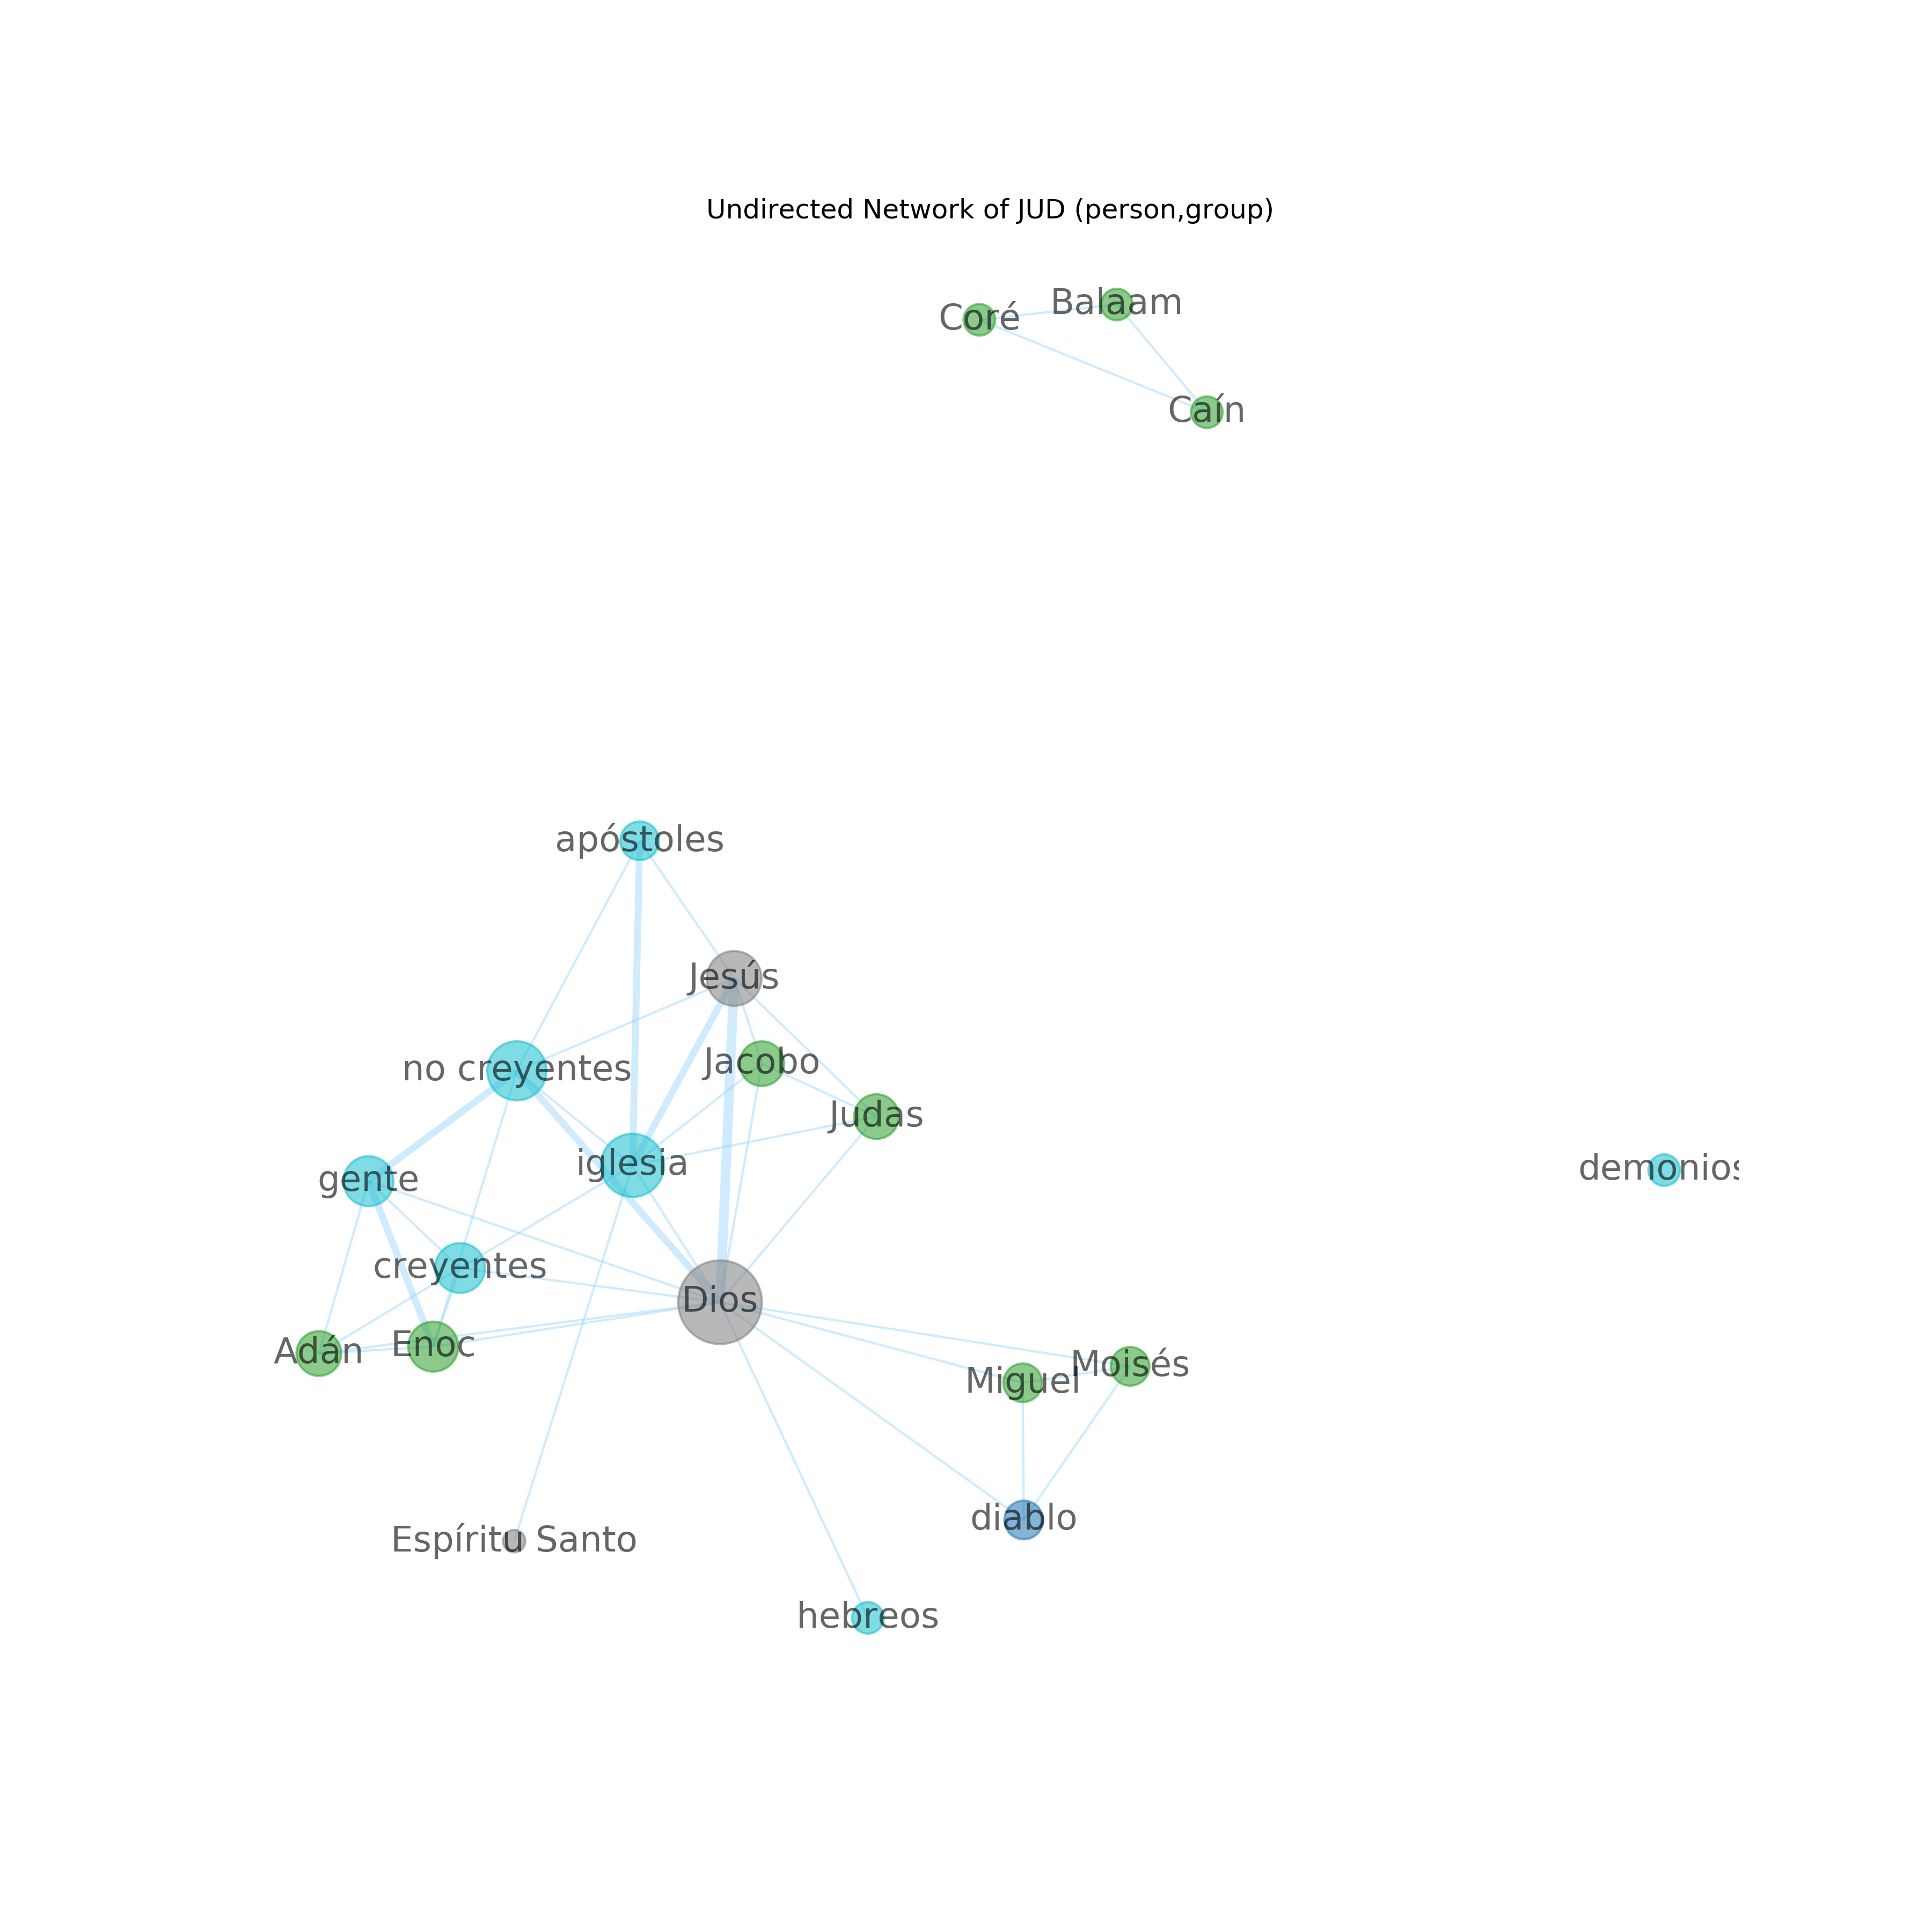 Undirected Network of JUD (person,group)
Balaam
Coré
Caín
apóstoles
Jesús
Jacobo
no creyentes
Judas
iglesia
demonios
gente
creyentes
Dios
Enoc
Adán
Moisés
Miguel
diablo
Espíritu Santo
hebreos